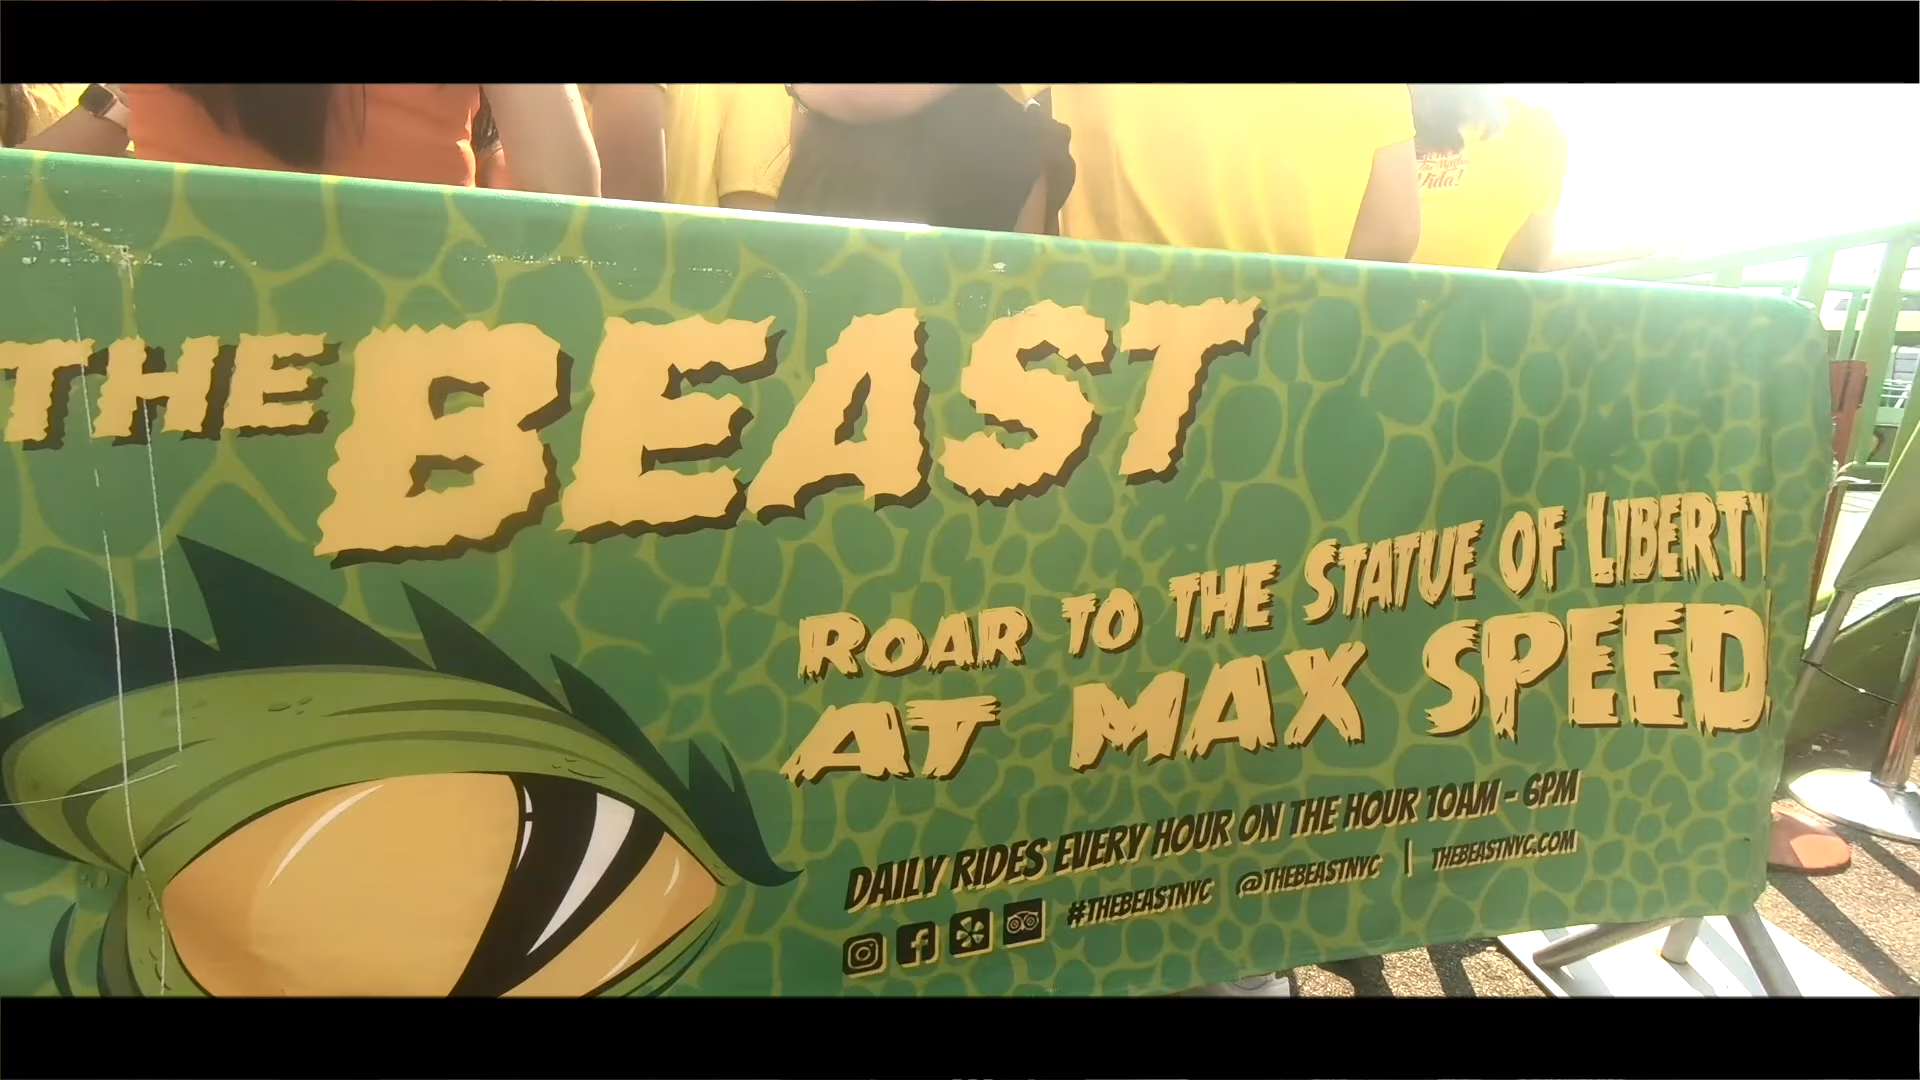 Vida!
THE BEAST
ROAR TO THE STATUE OF LIBERTY
AT MAX SPEED
DAILY RIDES EVERY HOUR ON THE HOUR 10AM - 6PM
#THEBEASTNYC @THEBEASTNYC | THEBEASTNYC.COM